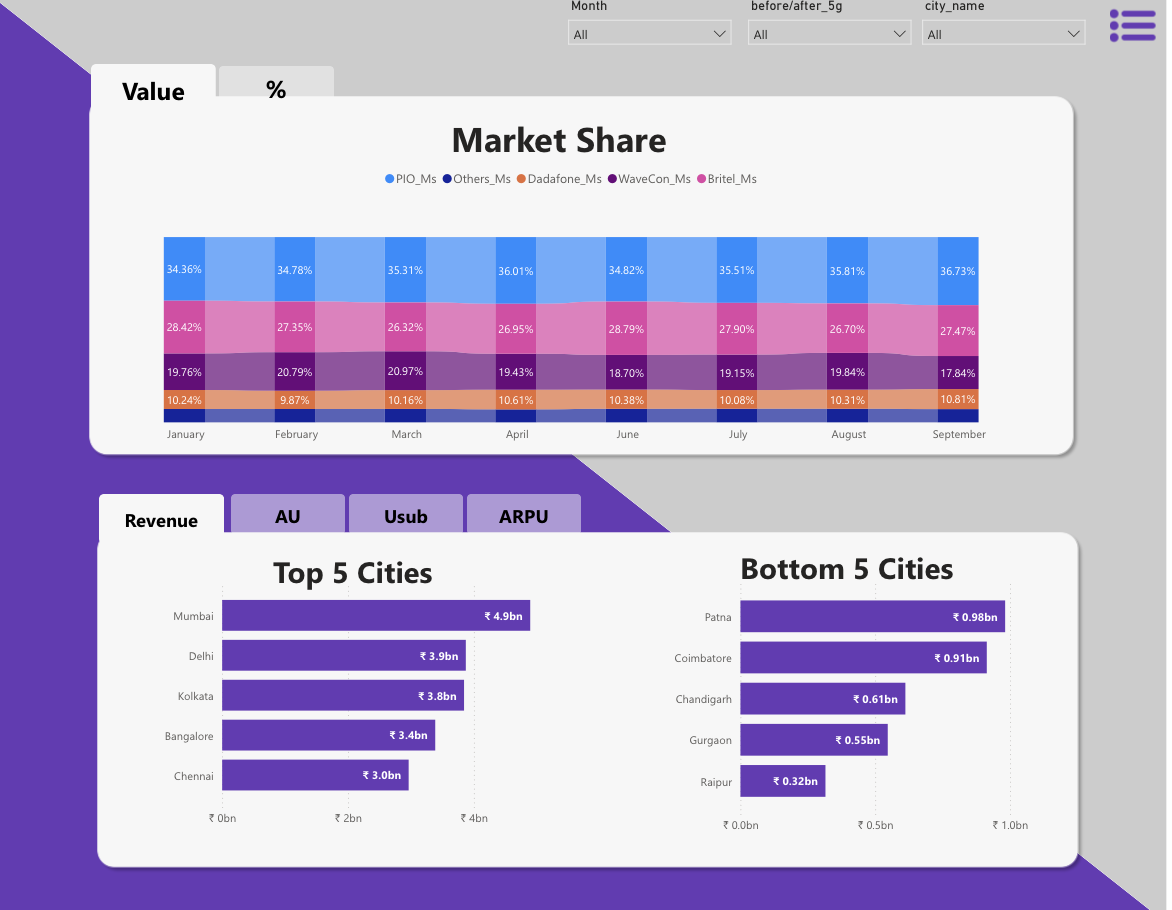 Month before/after_5g city_name
All All All
Value %
Market Share
PIO_Ms Others_Ms Dadafone_Ms WaveCon_Ms Britel_Ms
34.36% 34.78% 35.31% 36.01% 34.82% 35.51% 35.81% 36.73%
28.42% 27.35% 26.32% 26.95% 28.79% 27.90% 26.70% 27.47%
19.76% 20.79% 20.97% 19.43% 18.70% 19.15% 19.84% 17.84%
10.24% 9.87% 10.16% 10.61% 10.38% 10.08% 10.31% 10.81%
January February March April June July August September
Revenue AU Usub ARPU
Top 5 Cities
Mumbai ₹ 4.9bn
Delhi ₹ 3.9bn
Kolkata ₹ 3.8bn
Bangalore ₹ 3.4bn
Chennai ₹ 3.0bn
₹ 0bn ₹ 2bn ₹ 4bn
Bottom 5 Cities
Patna ₹ 0.98bn
Coimbatore ₹ 0.91bn
Chandigarh ₹ 0.61bn
Gurgaon ₹ 0.55bn
Raipur ₹ 0.32bn
₹ 0.0bn ₹ 0.5bn ₹ 1.0bn